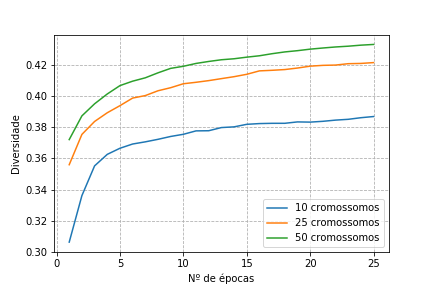 0.42
0.40
0.38
0.36
0.34
0.32
0.30
Diversidade
0 5 10 15 20 25
Nº de épocas
10 cromossomos
25 cromossomos
50 cromossomos